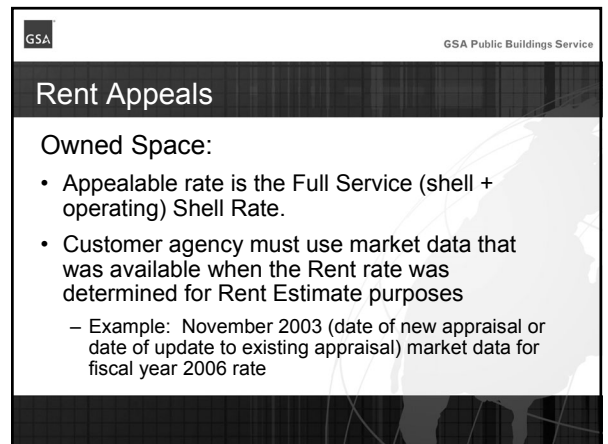 GSA
GSA Public Buildings Service
Rent Appeals
Owned Space:
• Appealable rate is the Full Service (shell +
operating) Shell Rate.
• Customer agency must use market data that
was available when the Rent rate was
determined for Rent Estimate purposes
– Example:  November 2003 (date of new appraisal or
date of update to existing appraisal) market data for
fiscal year 2006 rate